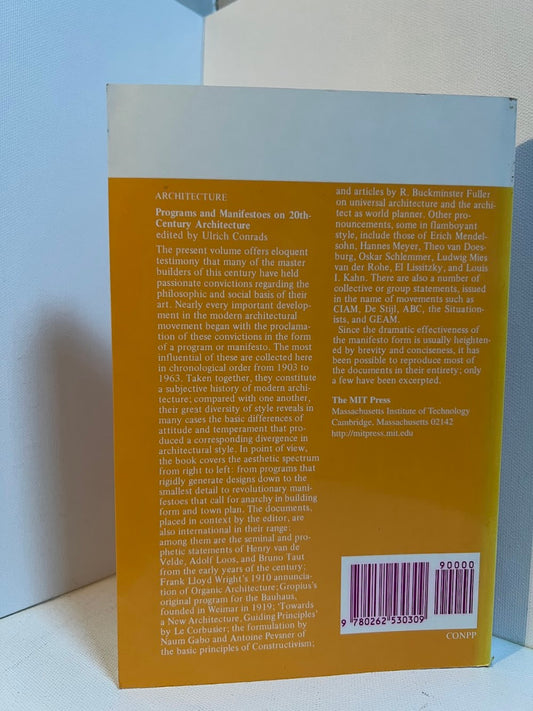 ARCHITECTURE
Programs and Manifestoes on 20th-
Century Architecture
edited by Ulrich Conrads
The present volume offers eloquent
testimony that many of the master
builders of this century have held
passionate convictions regarding the
philosophic and social basis of their
art. Nearly every important develop-
ment in the modern architectural
movement began with the proclama-
tion of these convictions in the form
of a program or manifesto. The most
influential of these are collected here
in chronological order from 1903 to
1963. Taken together, they constitute
a subjective history of modern archi-
tecture; compared with one another,
their great diversity of style reveals in
many cases the basic differences of
attitude and temperament that pro-
duced a corresponding divergence in
architectural style. In point of view,
the book covers the aesthetic spectrum
from right to left: from programs that
rigidly generate designs down to the
smallest detail to revolutionary mani-
festoes that call for anarchy in building
form and town plan. The documents,
placed in context by the editor, are
also international in their range:
among them are the seminal and pro-
phetic statements of Henry van de
Velde, Adolf Loos, and Bruno Taut
from the early years of the century;
Frank Lloyd Wright's 1910 annuncia-
tion of Organic Architecture; Gropius's
original program for the Bauhaus,
founded in Weimar in 1919; 'Towards
a New Architecture, Guiding Principles'
by Le Corbusier; the formulation by
Naum Gabo and Antoine Pevsner of
the basic principles of Constructivism;
and articles by R. Buckminster Fuller
on universal architecture and the archi-
tect as world planner. Other pro-
nouncements, some in flamboyant
style, include those of Erich Mendel-
sohn, Hannes Meyer, Theo van Does-
burg, Oskar Schlemmer, Ludwig Mies
van der Rohe, El Lissitzky, and Louis
I. Kahn. There are also a number of
collective or group statements, issued
in the name of movements such as
CIAM, De Stijl, ABC, the Situation-
ists, and GEAM.
Since the dramatic effectiveness of
the manifesto form is usually heighten-
ed by brevity and conciseness, it has
been possible to reproduce most of
the documents in their entirety; only
a few have been excerpted.
The MIT Press
Massachusetts Institute of Technology
Cambridge, Massachusetts 02142
http://mitpress.mit.edu
90000
9 780262 530309
CONPP